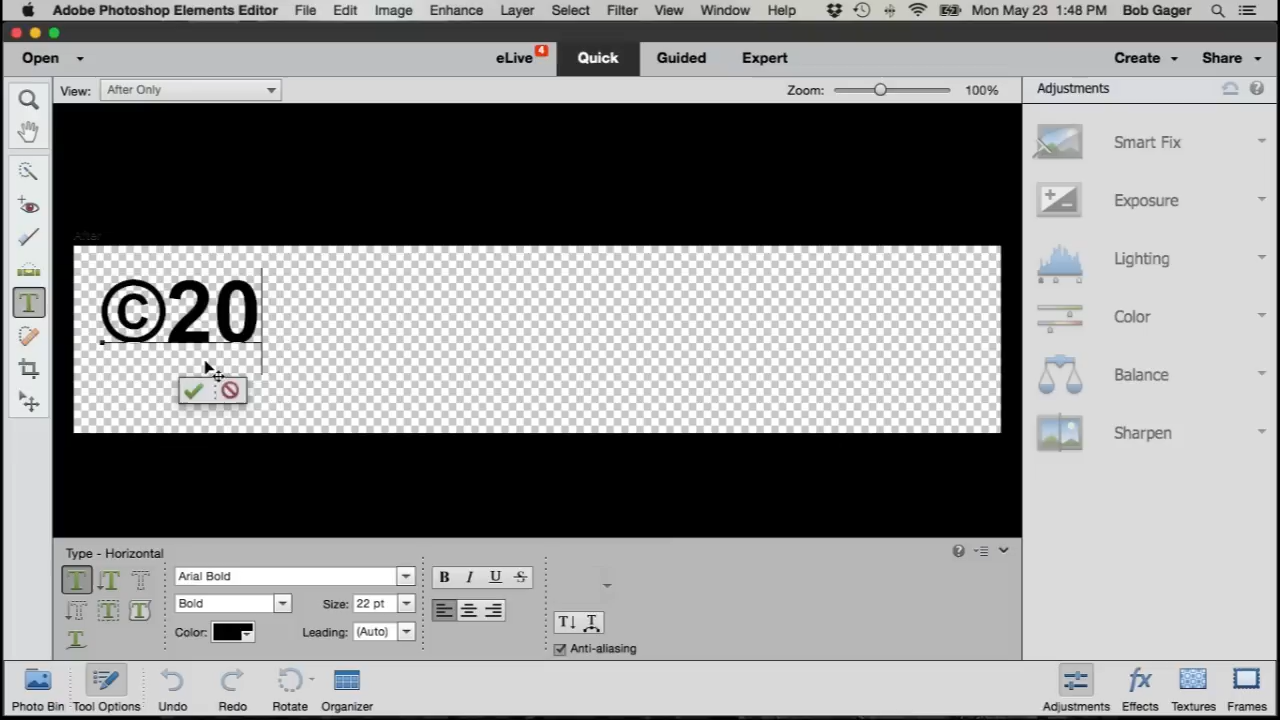 Adobe Photoshop Elements Editor File Edit Image Enhance Layer Select Filter View Window Help Mon May 23 1:48 PM Bob Gager
Open eLive 4 Quick Guided Expert Create Share
View: After Only Zoom: 100% Adjustments
Smart Fix
Exposure
After
Lighting
©20
Color
Balance
Sharpen
Type - Horizontal
Arial Bold B I U S
Bold Size: 22 pt
Color: Leading: (Auto)
Anti-aliasing
Photo Bin Tool Options Undo Redo Rotate Organizer Adjustments fx Effects Textures Frames